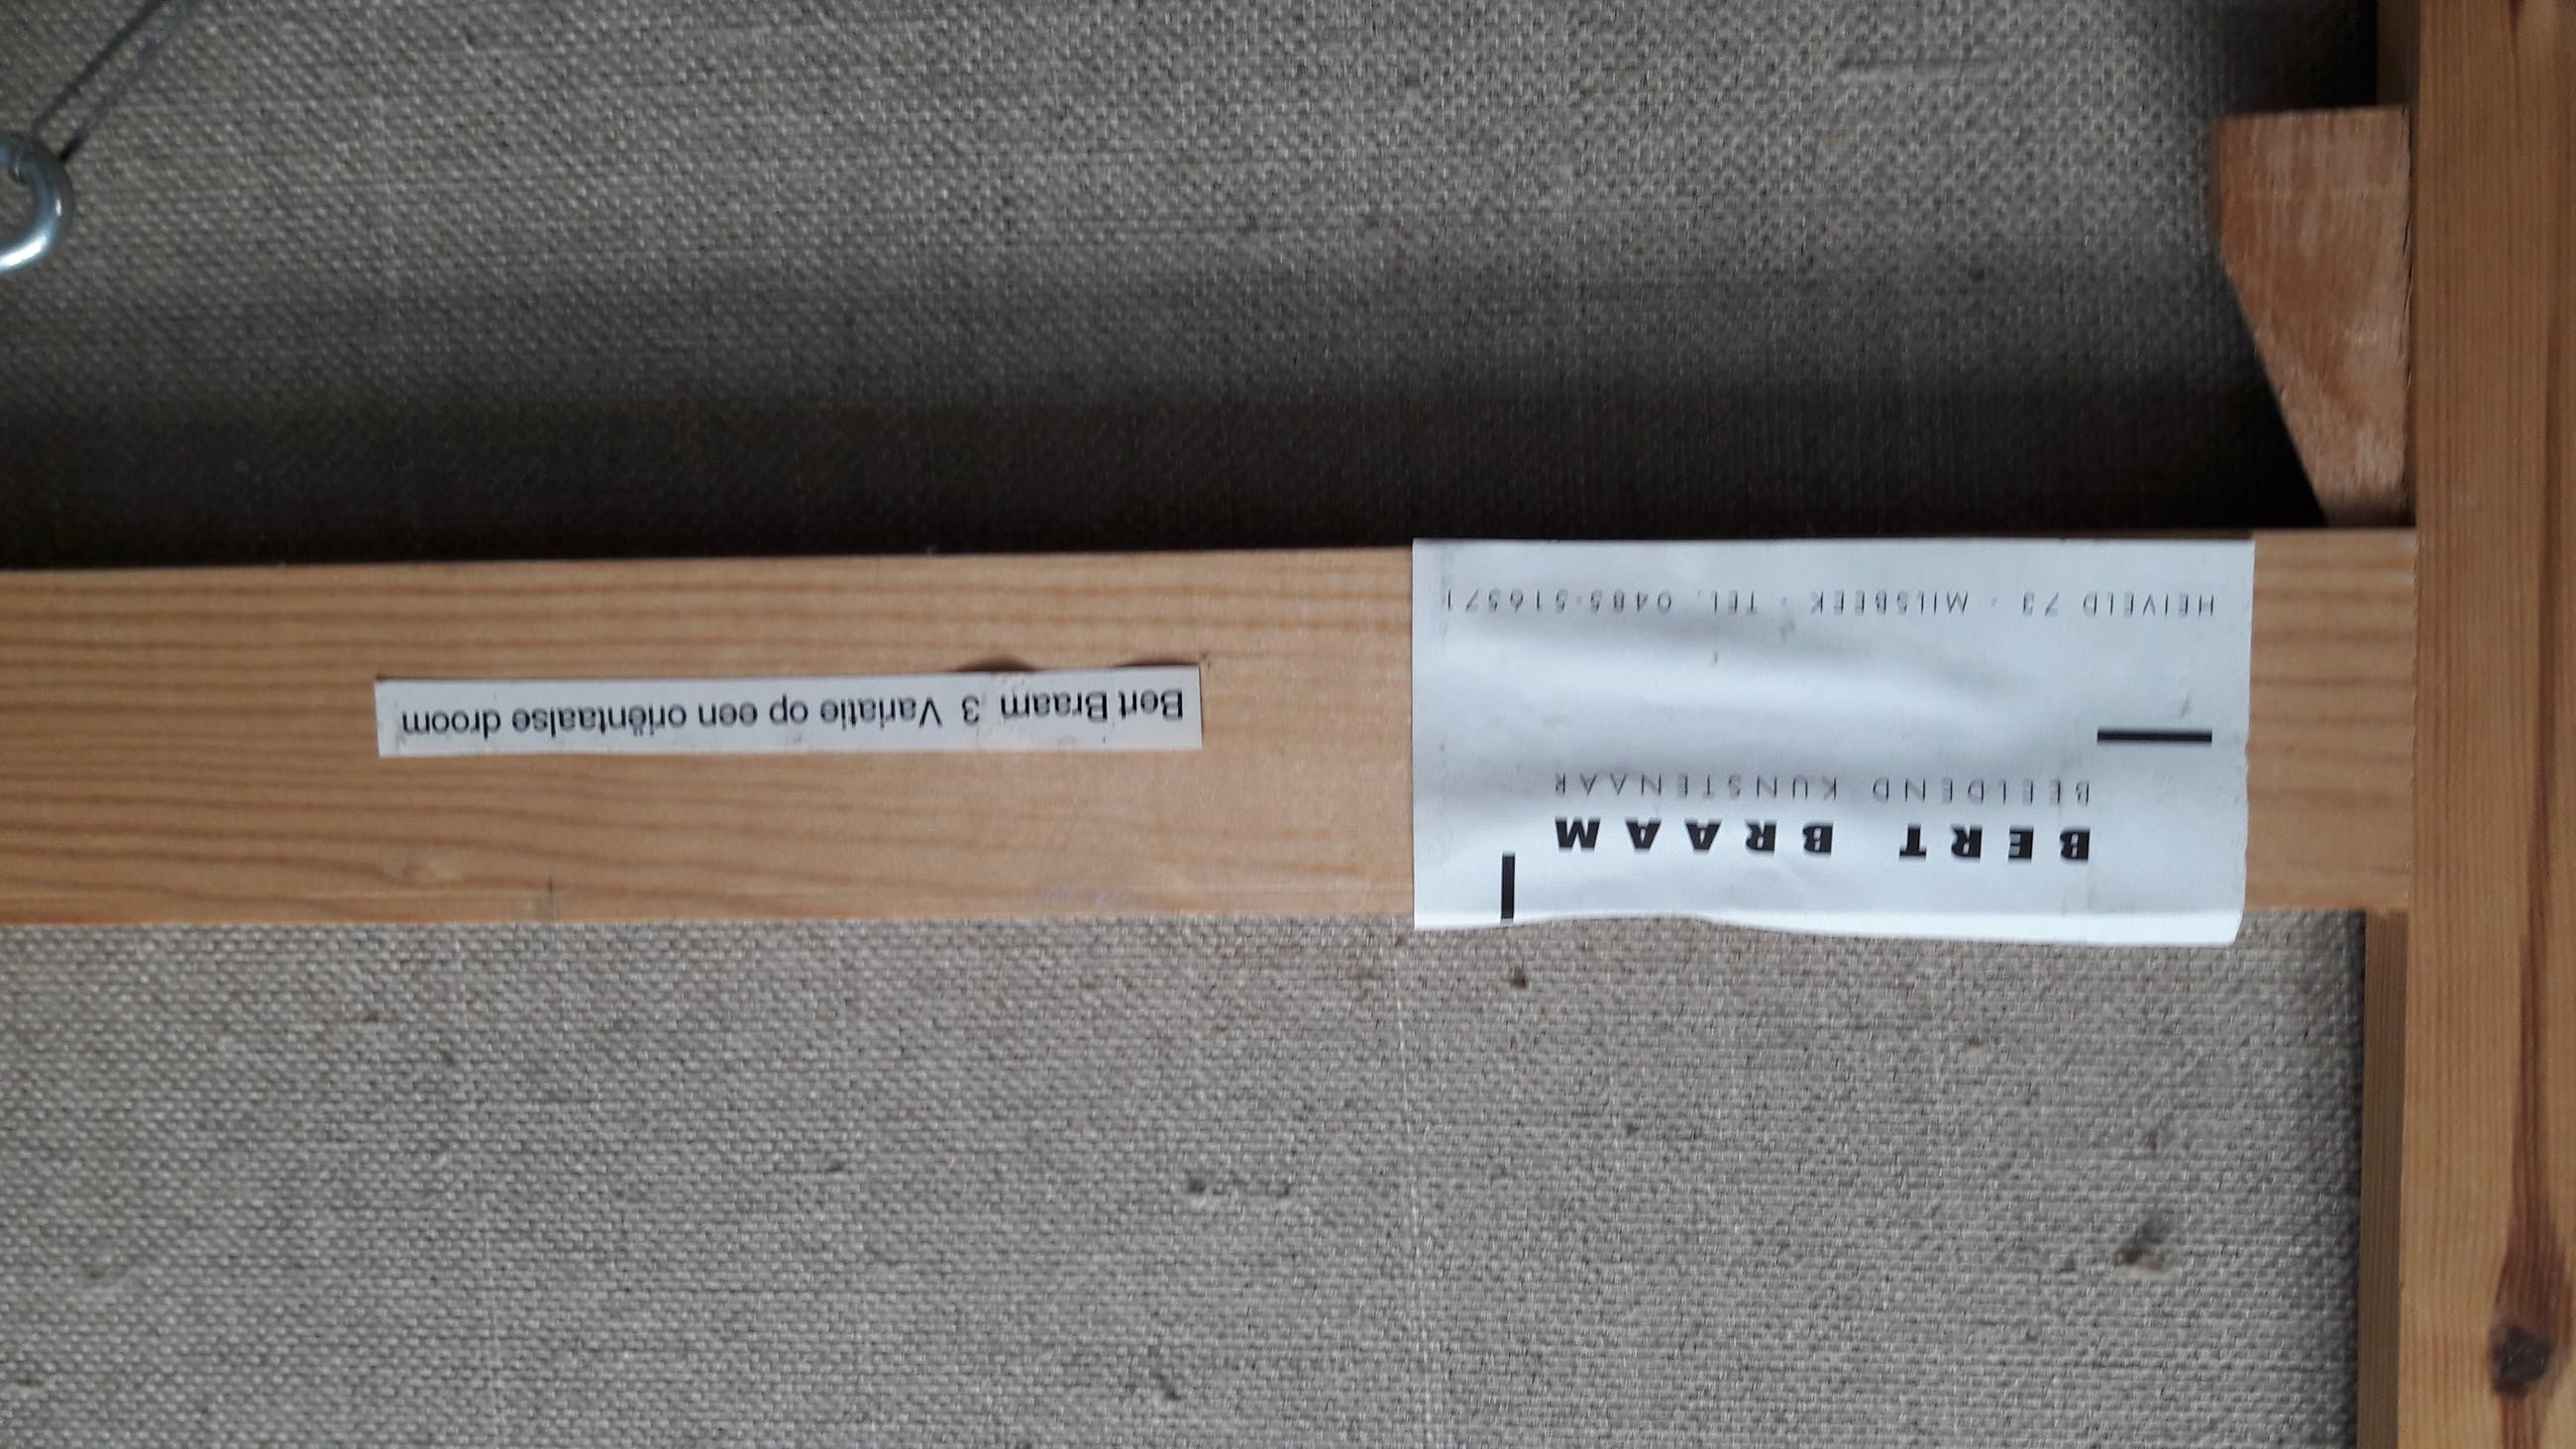 BERT BRAAM
BEELDEND KUNSTENAAR
HEIVELD 73 - MILSBEEK - TEL. 0485-516571
Bert Braam 3 Variatie op een oriëntaalse droom